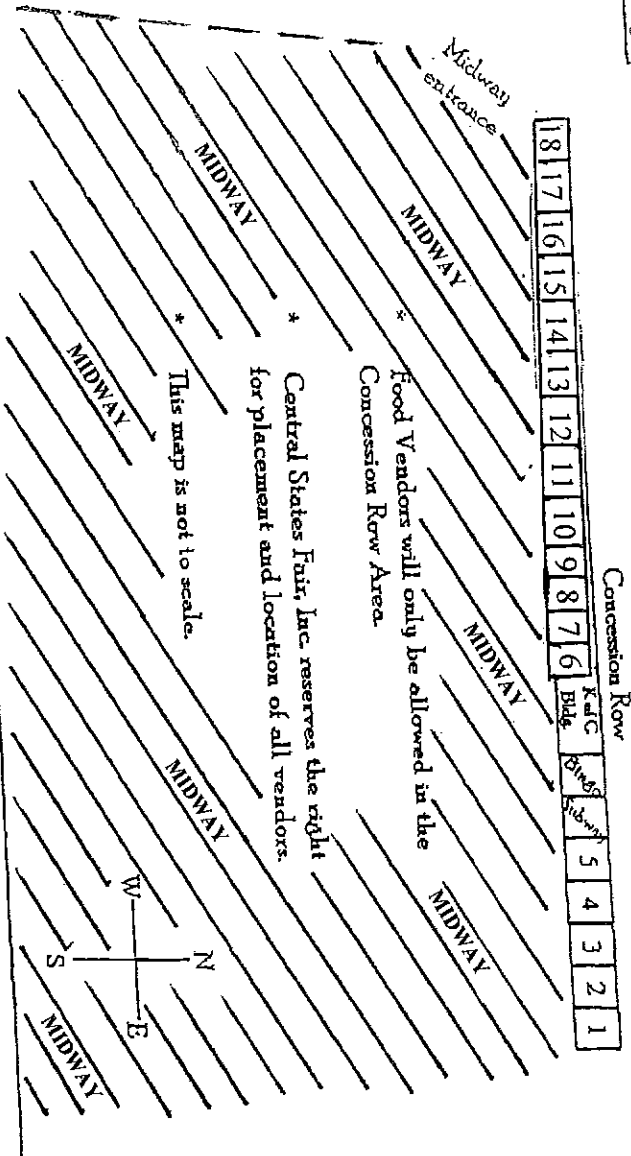 Concession Row
18 17 16 15 14 13 12 11 10 9 8 7 6 K of C Bldg. Bingo Subway 5 4 3 2 1
Midway
entrance
MIDWAY
MIDWAY
MIDWAY
MIDWAY
* Food Vendors will only be allowed in the
Concession Row Area.
* Central States Fair, Inc. reserves the right
for placement and location of all vendors.
* This map is not to scale.
MIDWAY
MIDWAY
MIDWAY
N
W E
S